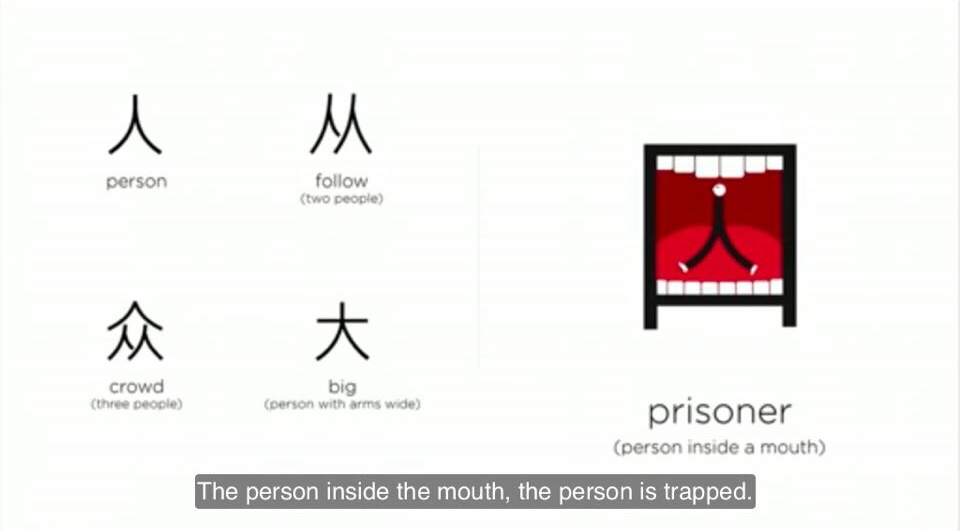 人
person
从
follow
(two people)
众
crowd
(three people)
大
big
(person with arms wide)
囚
prisoner
(person inside a mouth)
The person inside the mouth, the person is trapped.